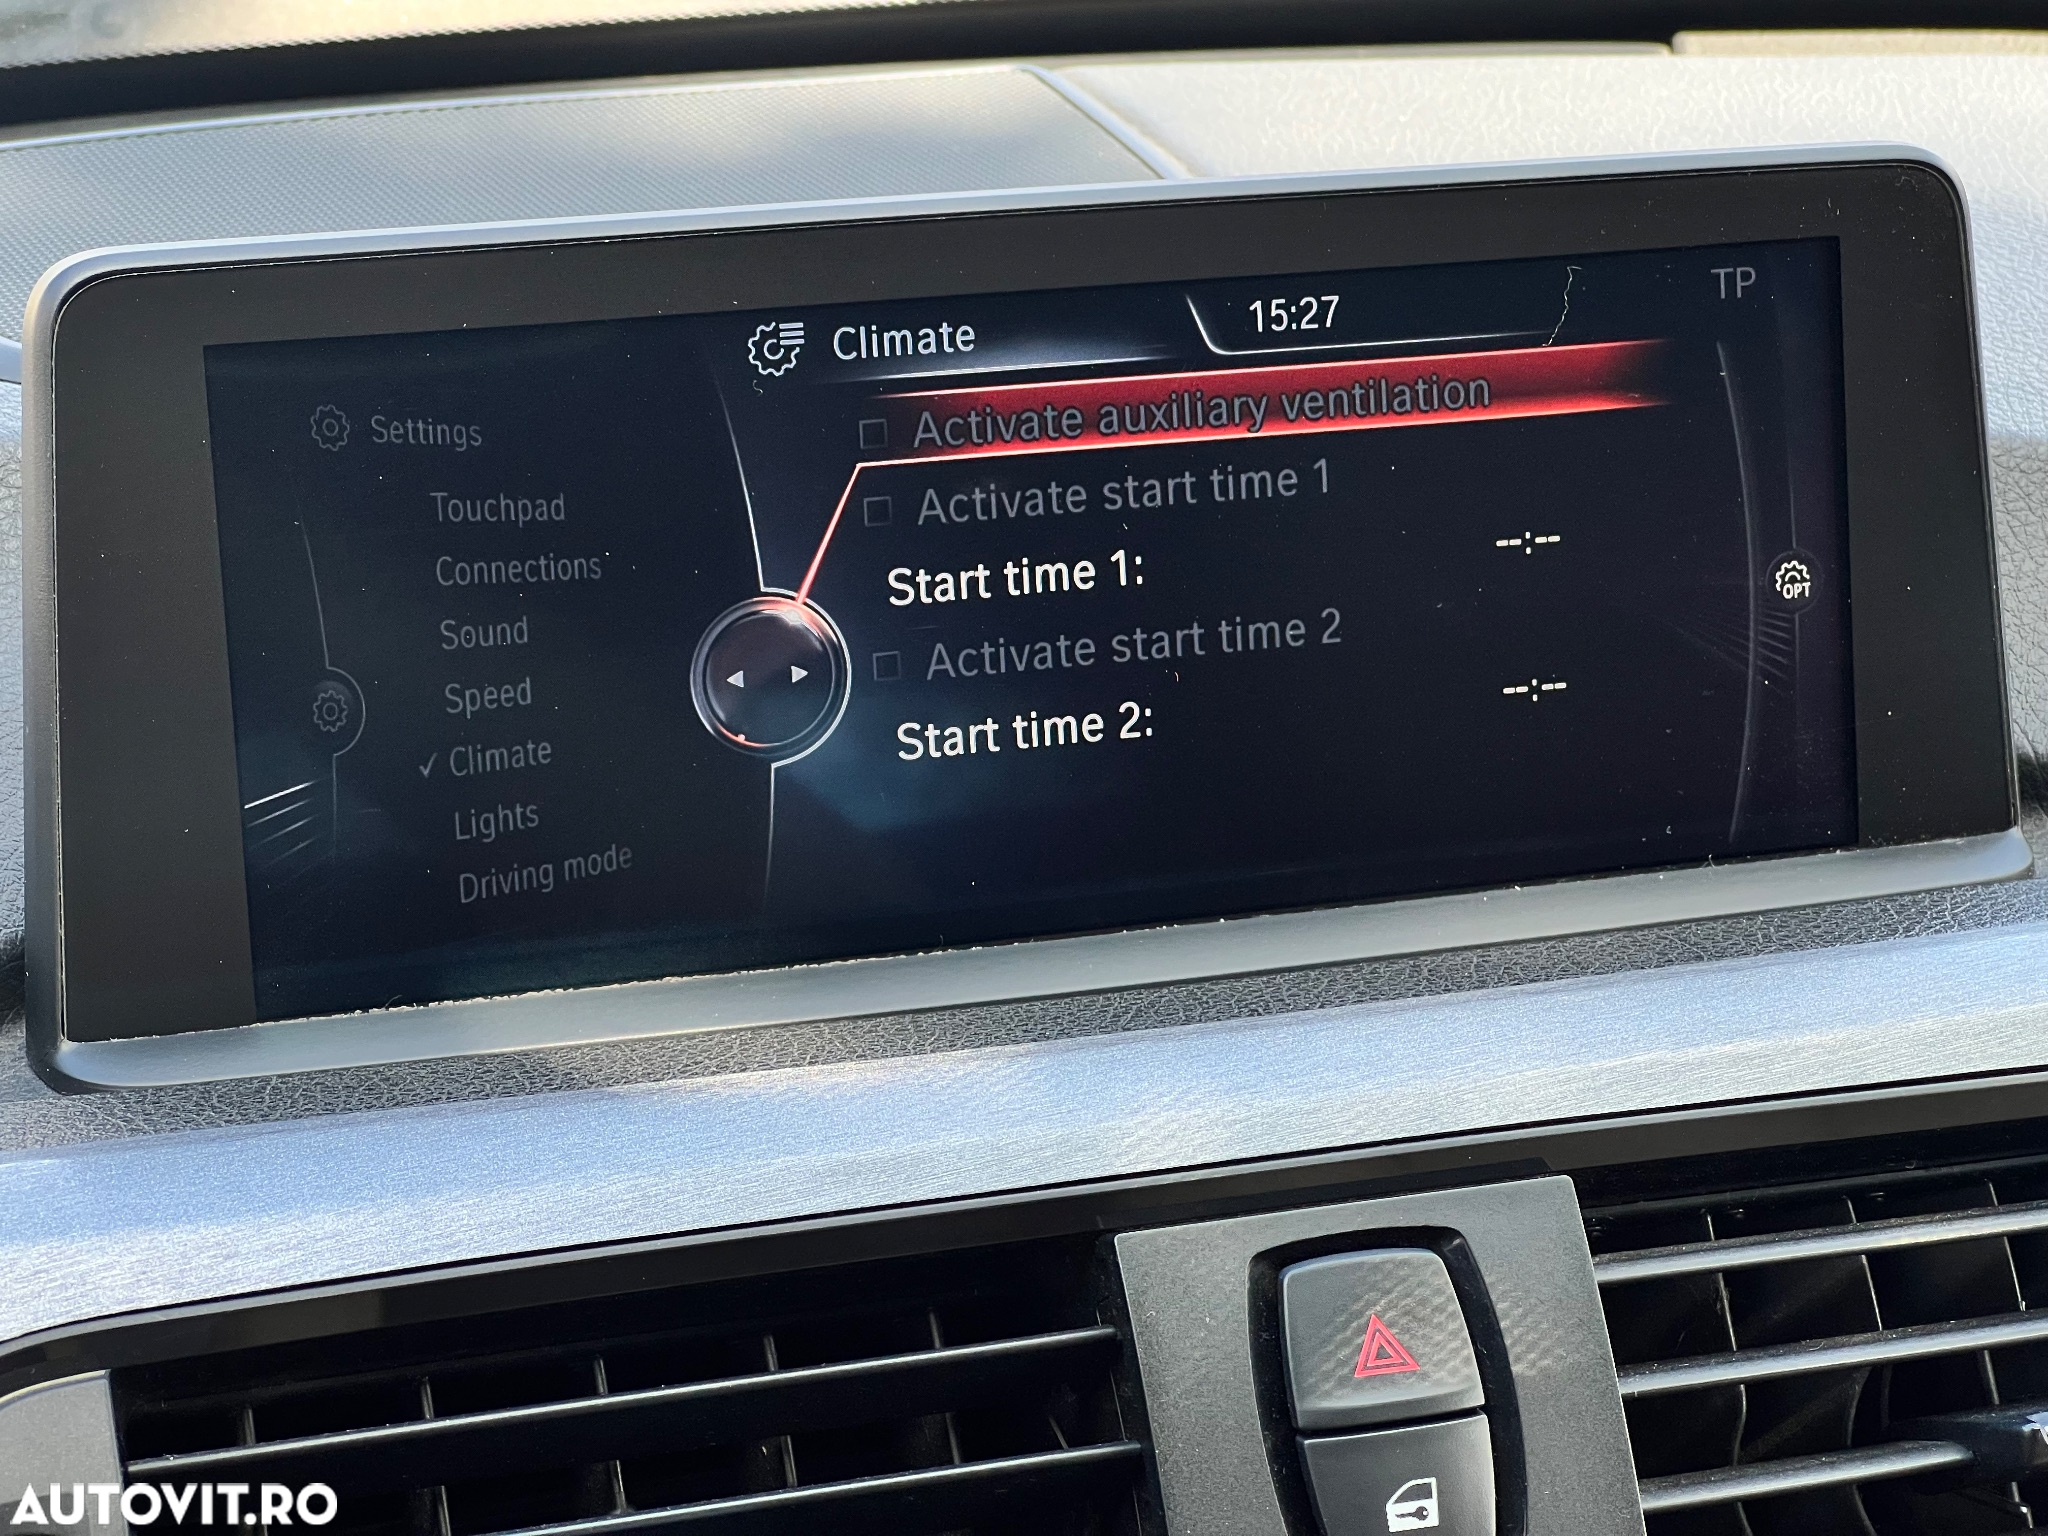 Climate
15:27
TP
Settings
Touchpad
Connections
Sound
Speed
✓ Climate
Lights
Driving mode
Activate auxiliary ventilation
Activate start time 1
Start time 1: --:--
Activate start time 2
Start time 2: --:--
OPT
AUTOVIT.RO